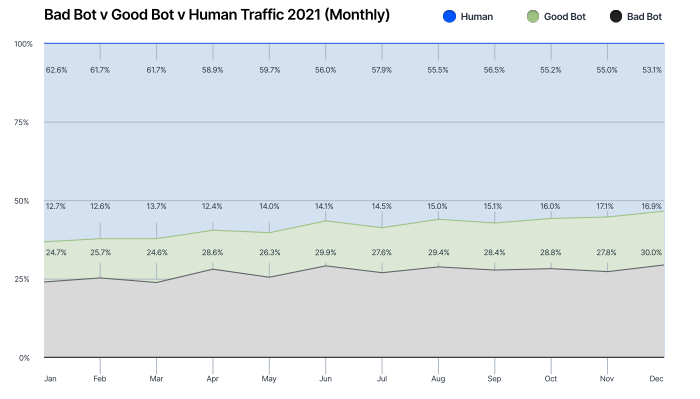 Bad Bot v Good Bot v Human Traffic 2021 (Monthly)
Human Good Bot Bad Bot
100%
62.6% 61.7% 61.7% 58.9% 59.7% 56.0% 57.9% 55.5% 56.5% 55.2% 55.0% 53.1%
75%
50%
12.7% 12.6% 13.7% 12.4% 14.0% 14.1% 14.5% 15.0% 15.1% 16.0% 17.1% 16.9%
24.7% 25.7% 24.6% 28.6% 26.3% 29.9% 27.6% 29.4% 28.4% 28.8% 27.8% 30.0%
25%
0%
Jan Feb Mar Apr May Jun Jul Aug Sep Oct Nov Dec